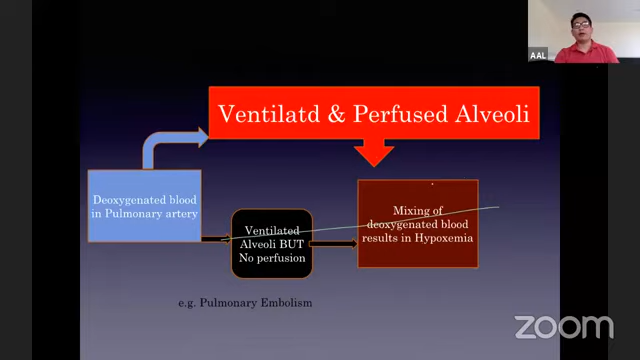 AAL
Ventilatd & Perfused Alveoli
Deoxygenated blood
in Pulmonary artery
Ventilated
Alveoli BUT
No perfusion
Mixing of
deoxygenated blood
results in Hypoxemia
e.g. Pulmonary Embolism
zoom